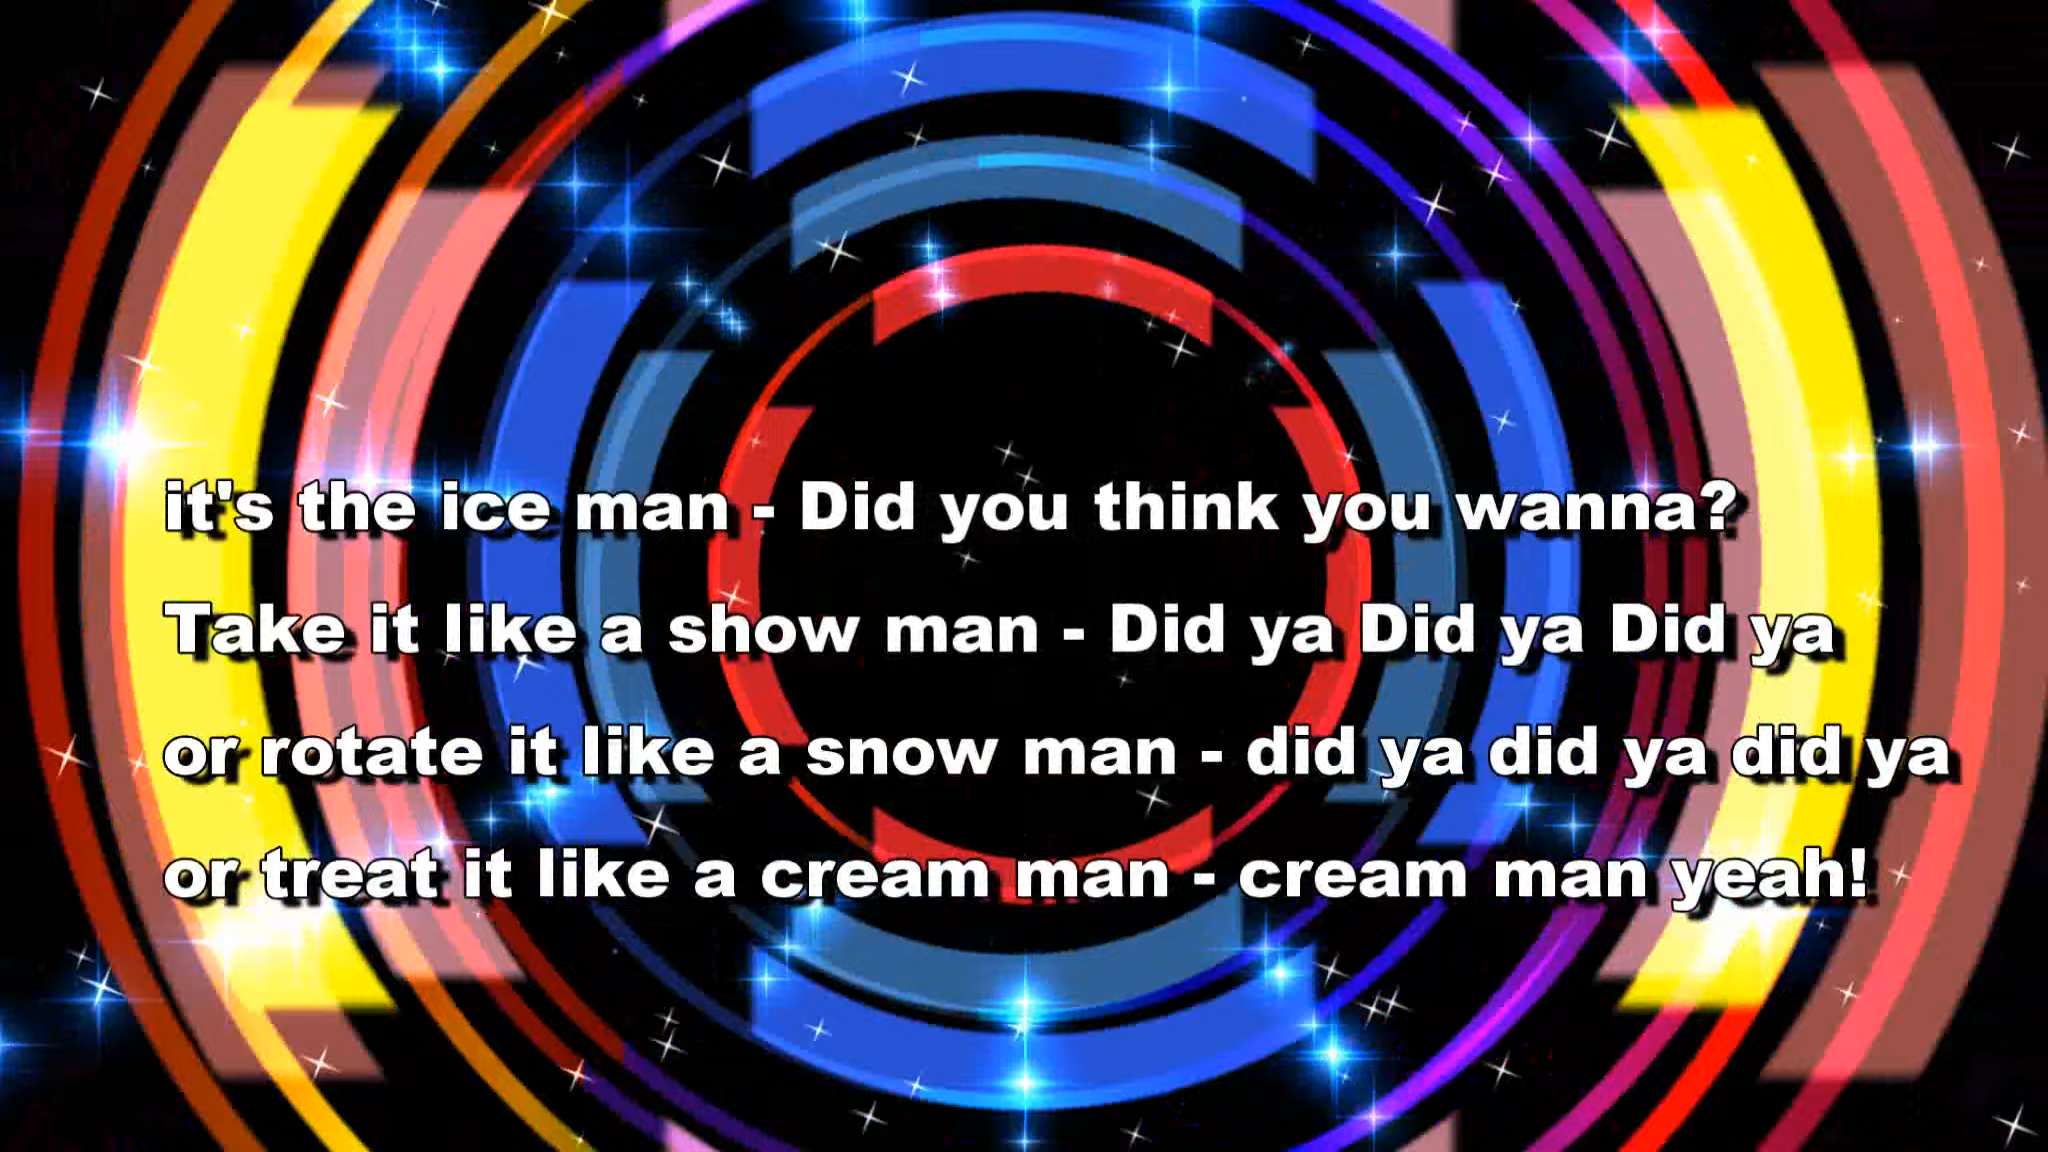 it's the ice man - Did you think you wanna?
Take it like a show man - Did ya Did ya Did ya
or rotate it like a snow man - did ya did ya did ya
or treat it like a cream man - cream man yeah!